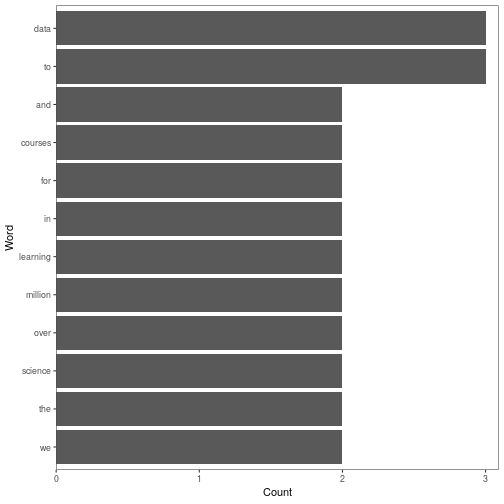 data
to
and
courses
for
in
learning
million
over
science
the
we
Word
0 1 2 3
Count